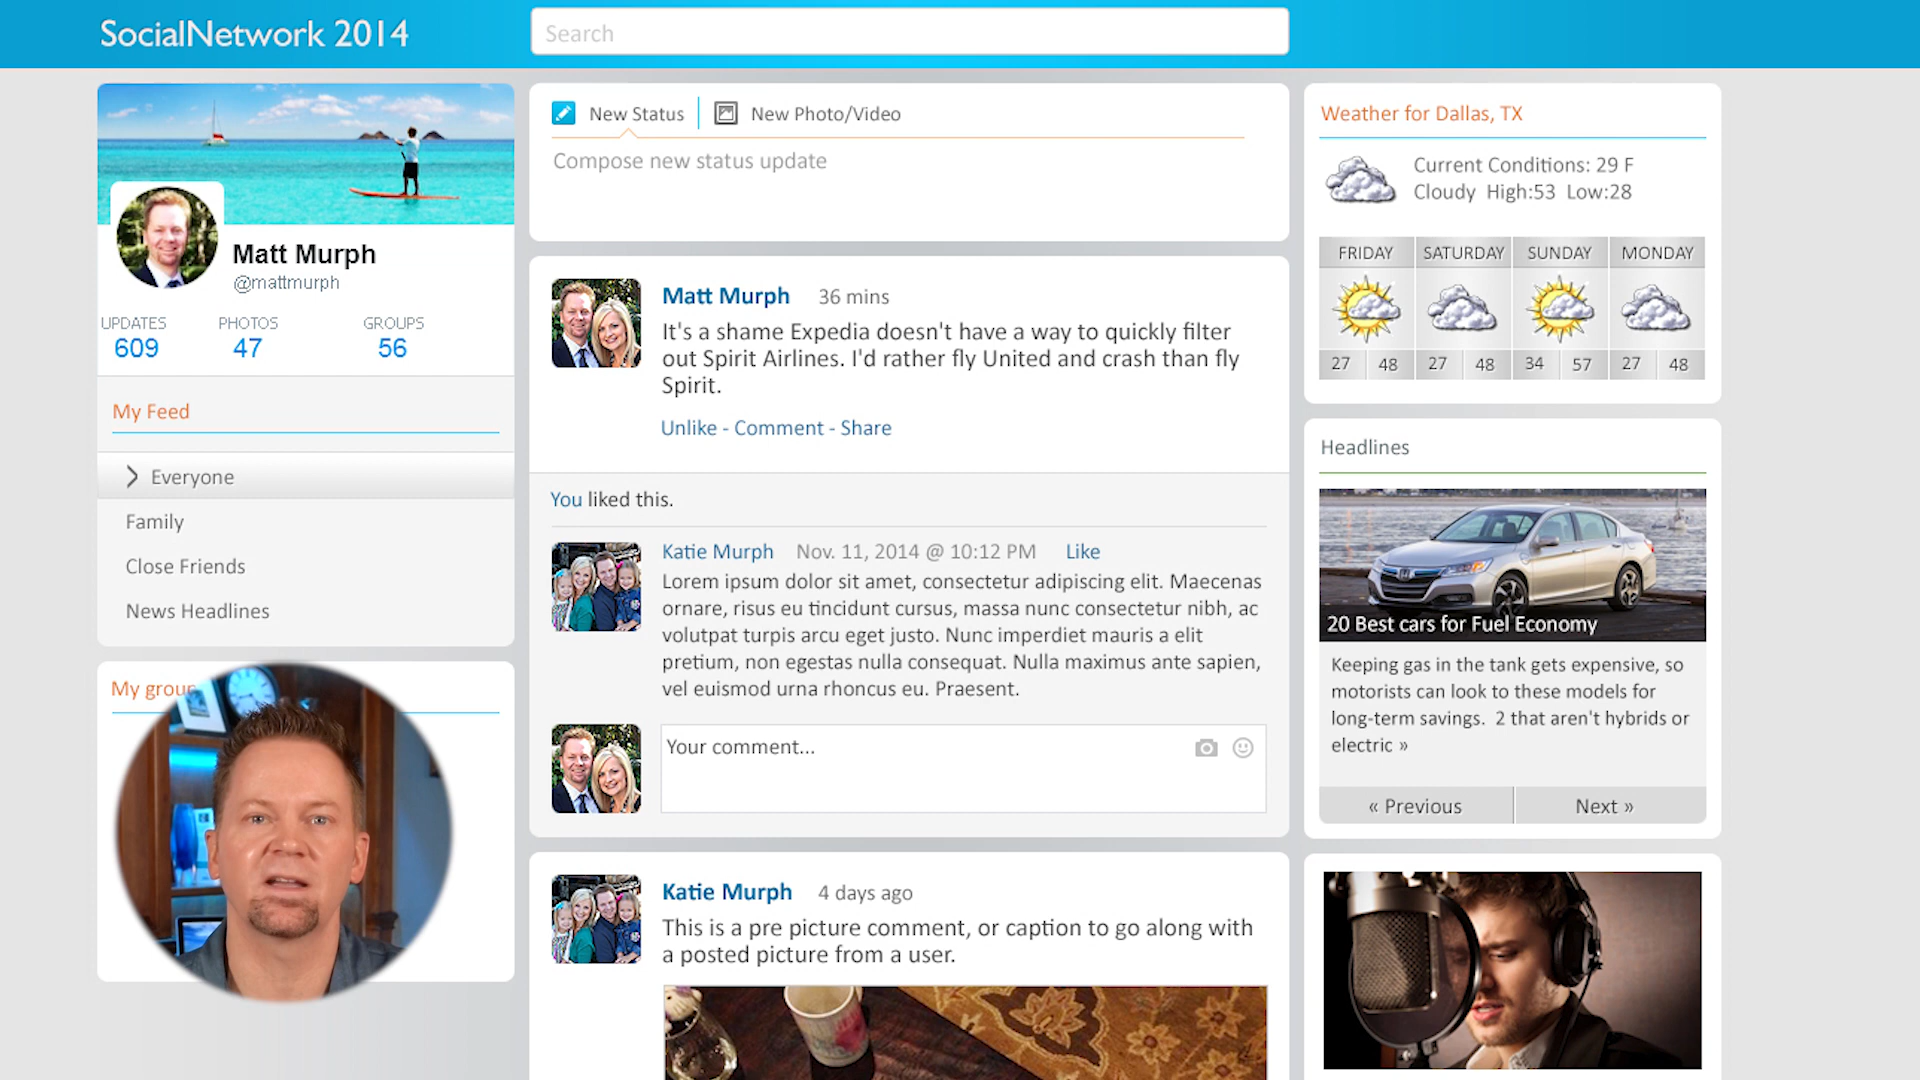 SocialNetwork 2014
Search
Matt Murph
@mattmurph
UPDATES PHOTOS GROUPS
609 47 56
My Feed
Everyone
Family
Close Friends
News Headlines
My group
New Status
New Photo/Video
Compose new status update
Matt Murph 36 mins
It's a shame Expedia doesn't have a way to quickly filter
out Spirit Airlines. I'd rather fly United and crash than fly
Spirit.
Unlike - Comment - Share
You liked this.
Katie Murph Nov. 11, 2014 @ 10:12 PM Like
Lorem ipsum dolor sit amet, consectetur adipiscing elit. Maecenas
ornare, risus eu tincidunt cursus, massa nunc consectetur nibh, ac
volutpat turpis arcu eget justo. Nunc imperdiet mauris a elit
pretium, non egestas nulla consequat. Nulla maximus ante sapien,
vel euismod urna rhoncus eu. Praesent.
Your comment...
Katie Murph 4 days ago
This is a pre picture comment, or caption to go along with
a posted picture from a user.
Weather for Dallas, TX
Current Conditions: 29 F
Cloudy High:53 Low:28
FRIDAY SATURDAY SUNDAY MONDAY
27 48 27 48 34 57 27 48
Headlines
20 Best cars for Fuel Economy
Keeping gas in the tank gets expensive, so
motorists can look to these models for
long-term savings. 2 that aren't hybrids or
electric »
« Previous
Next »